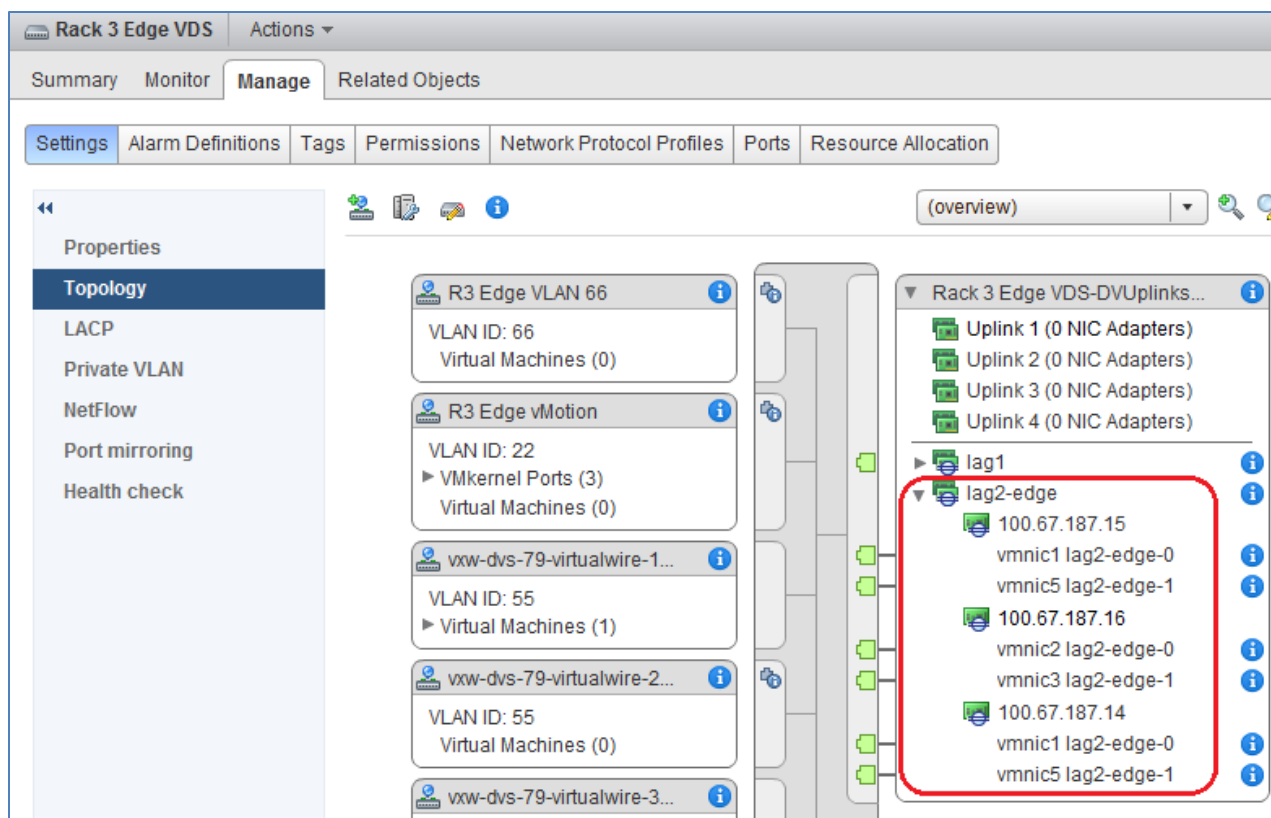 Rack 3 Edge VDS Actions
Summary Monitor Manage Related Objects
Settings Alarm Definitions Tags Permissions Network Protocol Profiles Ports Resource Allocation
Properties
Topology
LACP
Private VLAN
NetFlow
Port mirroring
Health check
(overview)
R3 Edge VLAN 66
VLAN ID: 66
Virtual Machines (0)
R3 Edge vMotion
VLAN ID: 22
VMkernel Ports (3)
Virtual Machines (0)
vxw-dvs-79-virtualwire-1...
VLAN ID: 55
Virtual Machines (1)
vxw-dvs-79-virtualwire-2...
VLAN ID: 55
Virtual Machines (0)
vxw-dvs-79-virtualwire-3...
Rack 3 Edge VDS-DVUplinks...
Uplink 1 (0 NIC Adapters)
Uplink 2 (0 NIC Adapters)
Uplink 3 (0 NIC Adapters)
Uplink 4 (0 NIC Adapters)
lag1
lag2-edge
100.67.187.15
vmnic1 lag2-edge-0
vmnic5 lag2-edge-1
100.67.187.16
vmnic2 lag2-edge-0
vmnic3 lag2-edge-1
100.67.187.14
vmnic1 lag2-edge-0
vmnic5 lag2-edge-1